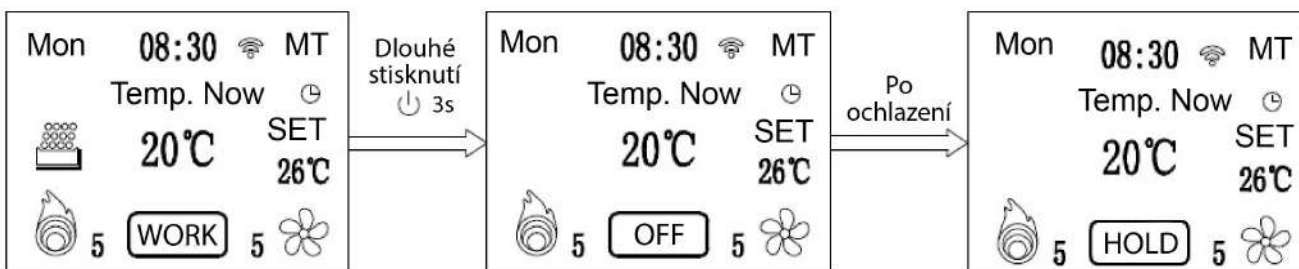 Mon 08:30 MT
Temp. Now
SET
20℃
26℃
5 WORK 5
Dlouhé
stisknutí
3s
Mon 08:30 MT
Temp. Now
SET
20℃
26℃
5 OFF 5
Po
ochlazení
Mon 08:30 MT
Temp. Now
SET
20℃
26℃
5 HOLD 5